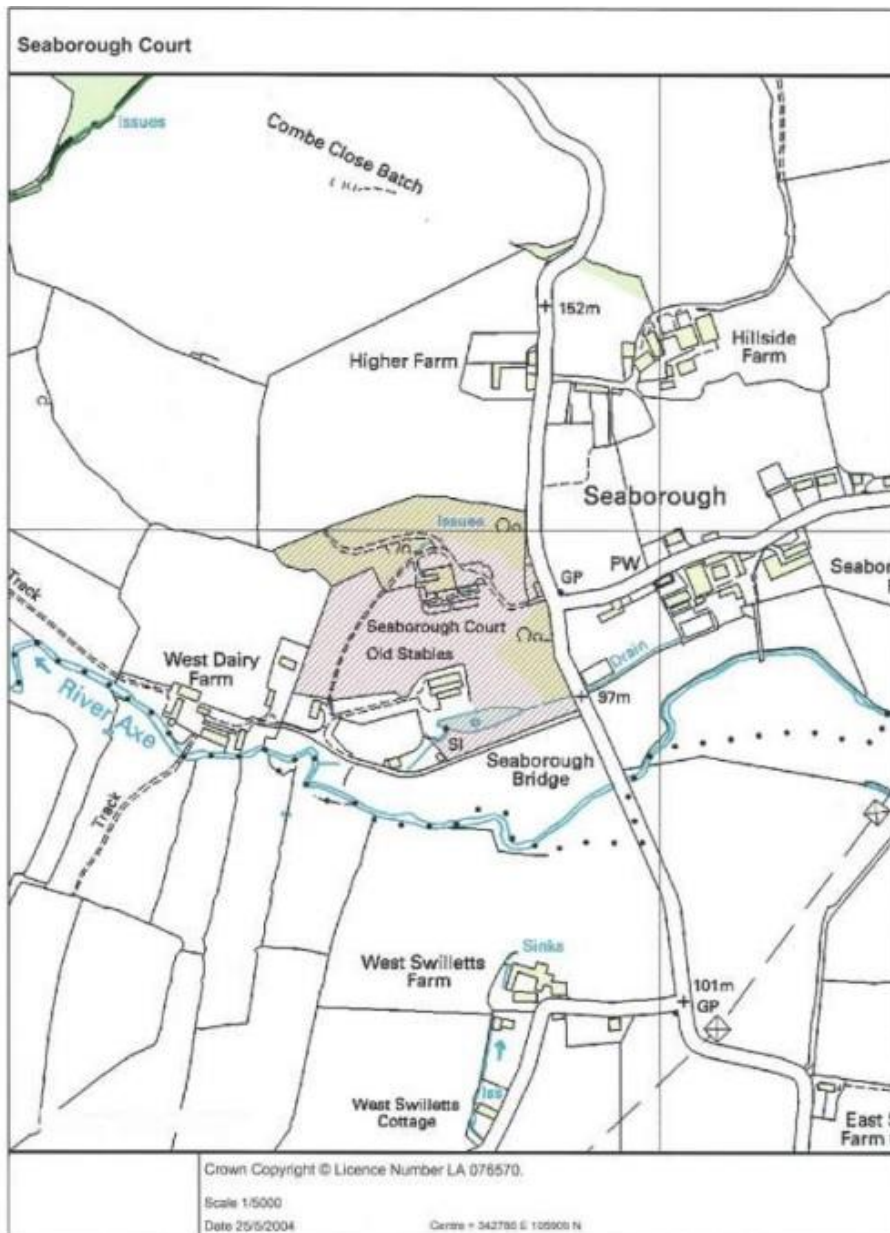 Seaborough Court
Issues
Combe Close Batch
152m
Hillside
Farm
Higher Farm
Seaborough
Issues
GP
PW
Track
Seaborough Court
Old Stables
Drain
West Dairy
Farm
River Axe
97m
SI
Seaborough
Bridge
Track
Sinks
West Swilletts
Farm
101m
GP
Iss
West Swilletts
Cottage
East
Farm
Crown Copyright © Licence Number LA 076570.
Scale 1/5000
Date 25/5/2004